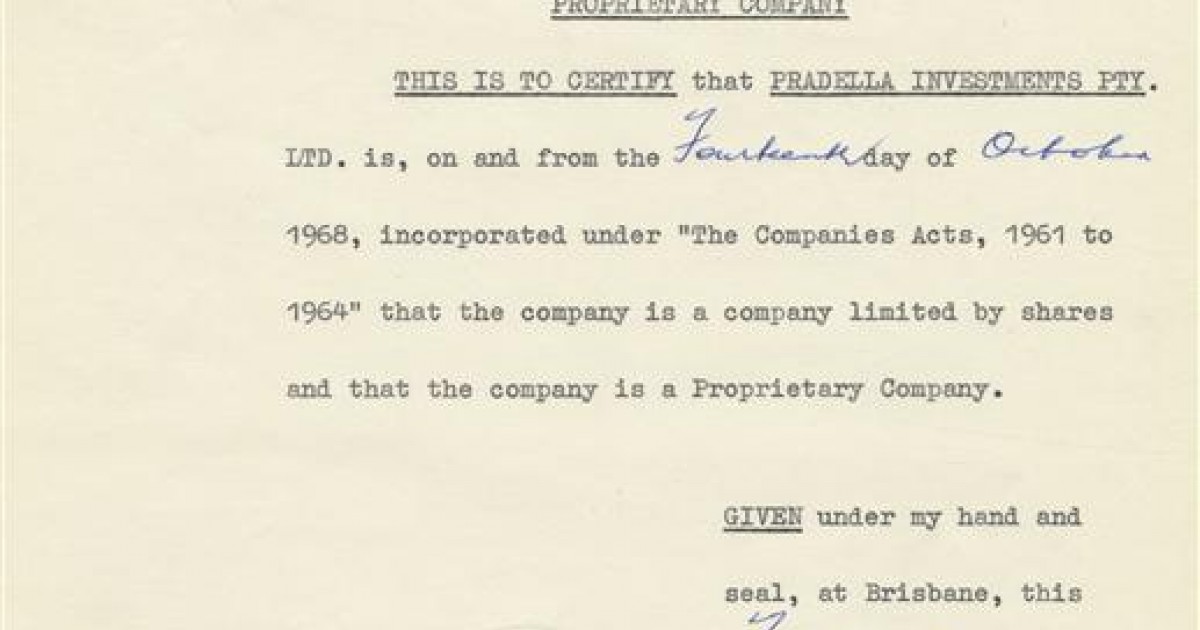 PROPRIETARY COMPANY
THIS IS TO CERTIFY that PRADELLA INVESTMENTS PTY.
LTD. is, on and from the Fourteenth day of October
1968, incorporated under "The Companies Acts, 1961 to
1964" that the company is a company limited by shares
and that the company is a Proprietary Company.
GIVEN under my hand and
seal, at Brisbane, this